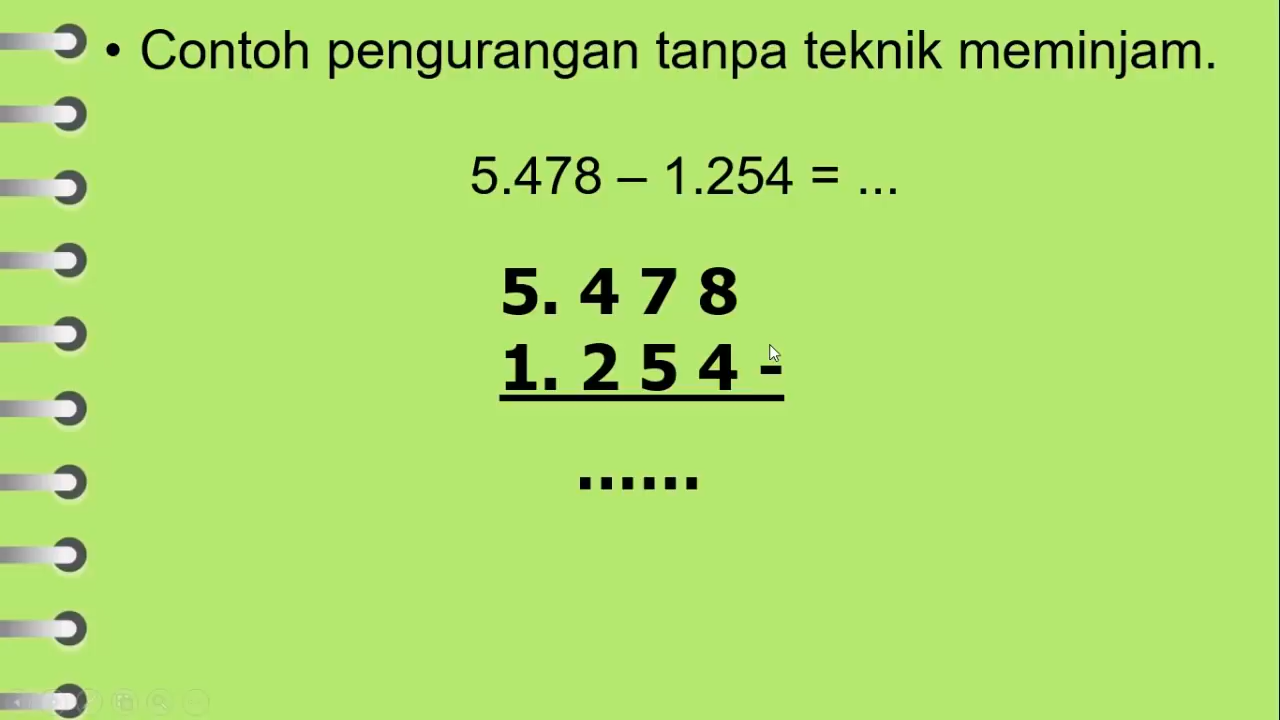 • Contoh pengurangan tanpa teknik meminjam.
5.478 – 1.254 = ...
5. 4 7 8
1. 2 5 4 -
......